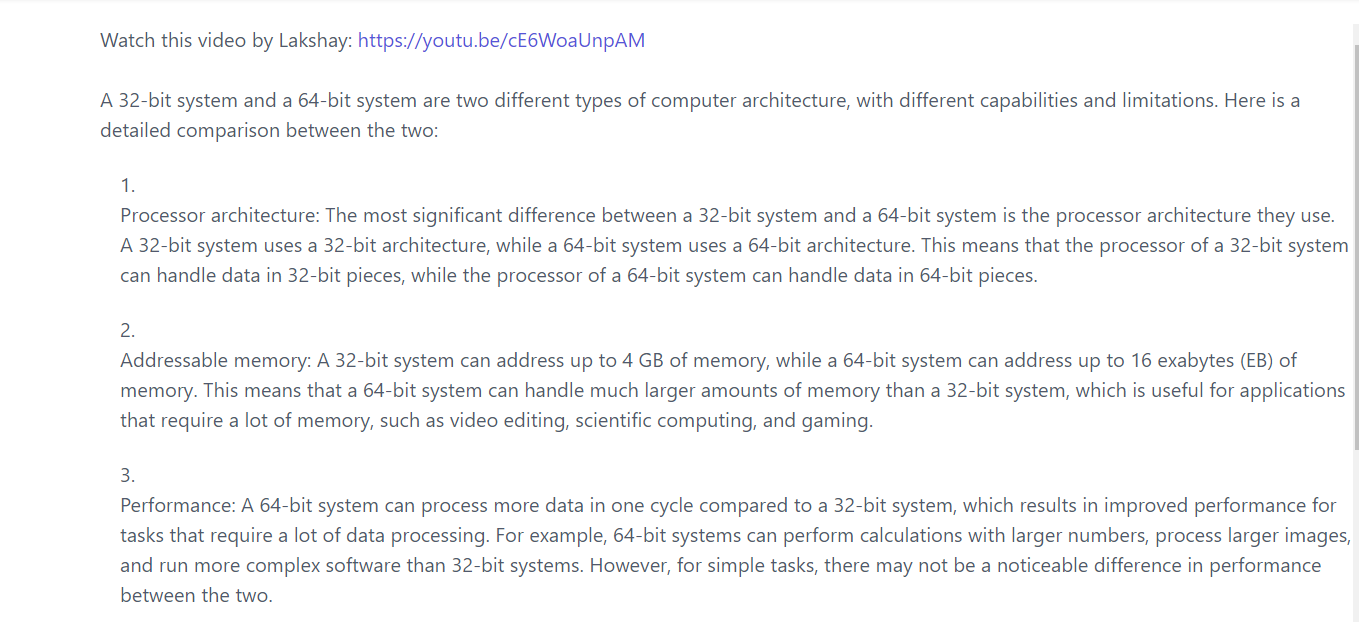 Watch this video by Lakshay: https://youtu.be/cE6WoaUnpAM
A 32-bit system and a 64-bit system are two different types of computer architecture, with different capabilities and limitations. Here is a
detailed comparison between the two:
1.
Processor architecture: The most significant difference between a 32-bit system and a 64-bit system is the processor architecture they use.
A 32-bit system uses a 32-bit architecture, while a 64-bit system uses a 64-bit architecture. This means that the processor of a 32-bit system
can handle data in 32-bit pieces, while the processor of a 64-bit system can handle data in 64-bit pieces.
2.
Addressable memory: A 32-bit system can address up to 4 GB of memory, while a 64-bit system can address up to 16 exabytes (EB) of
memory. This means that a 64-bit system can handle much larger amounts of memory than a 32-bit system, which is useful for applications
that require a lot of memory, such as video editing, scientific computing, and gaming.
3.
Performance: A 64-bit system can process more data in one cycle compared to a 32-bit system, which results in improved performance for
tasks that require a lot of data processing. For example, 64-bit systems can perform calculations with larger numbers, process larger images,
and run more complex software than 32-bit systems. However, for simple tasks, there may not be a noticeable difference in performance
between the two.